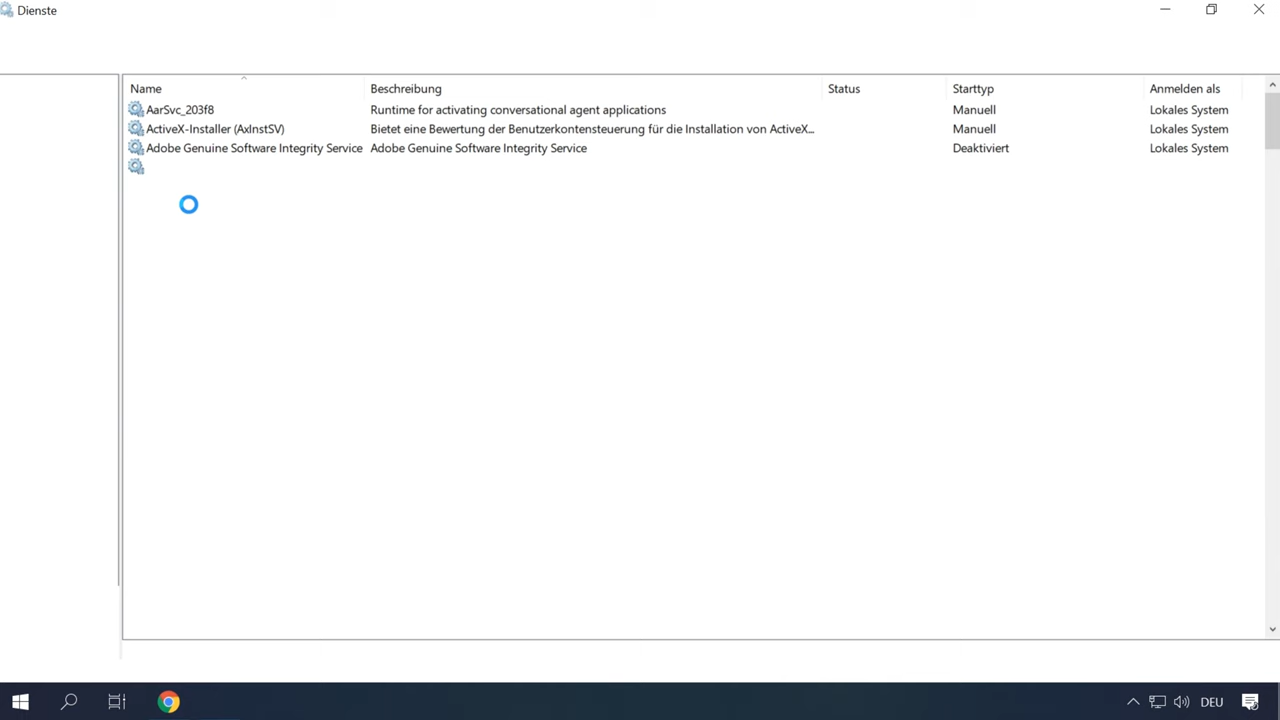 Dienste
Name Beschreibung Status Starttyp Anmelden als
AarSvc_203f8 Runtime for activating conversational agent applications Manuell Lokales System
ActiveX-Installer (AxInstSV) Bietet eine Bewertung der Benutzerkontensteuerung für die Installation von ActiveX... Manuell Lokales System
Adobe Genuine Software Integrity Service Adobe Genuine Software Integrity Service Deaktiviert Lokales System
DEU